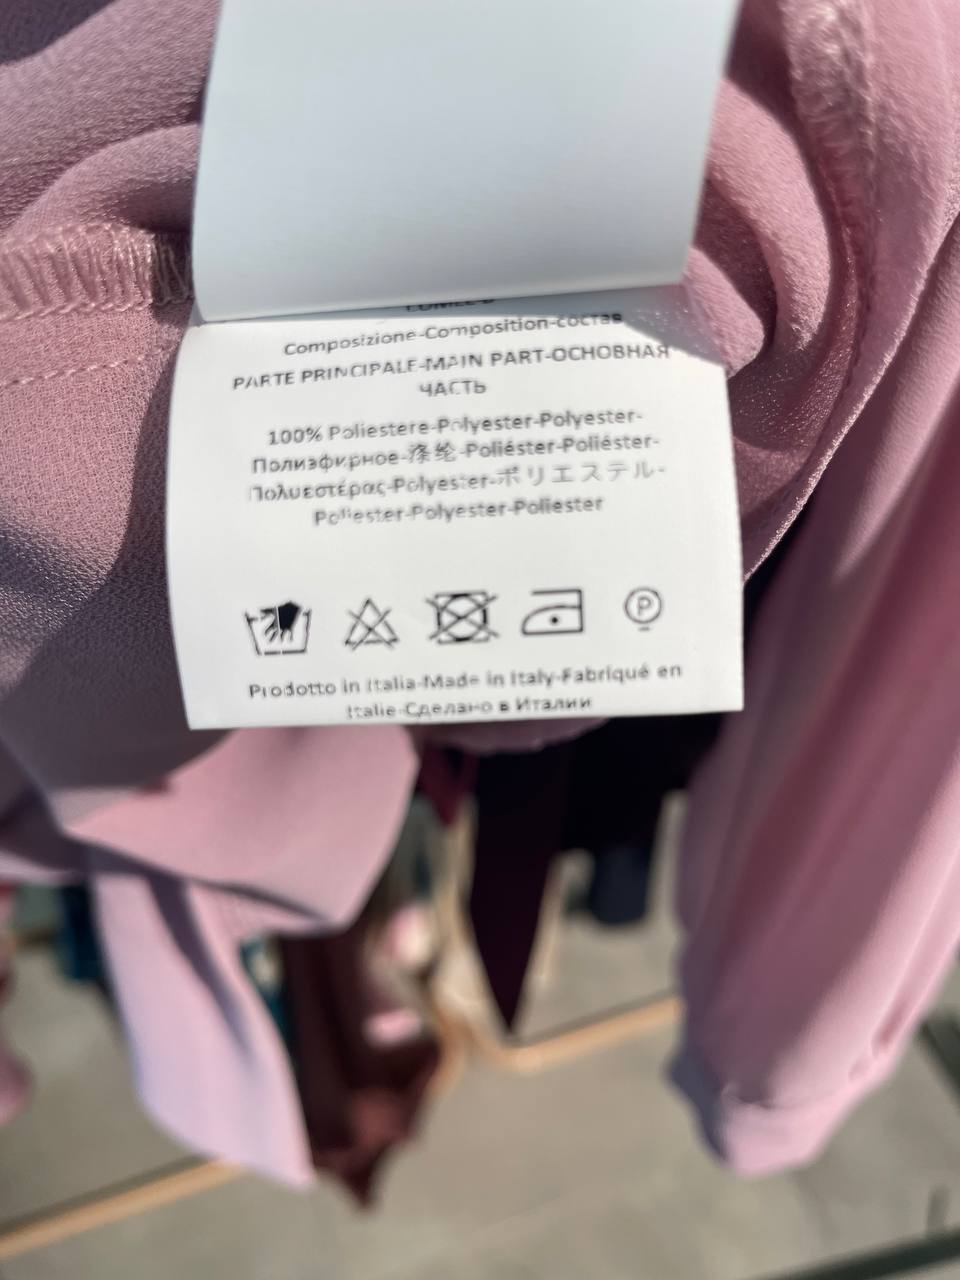 Composizione-Composition-состав
PARTE PRINCIPALE-MAIN PART-ОСНОВНАЯ
ЧАСТЬ
100% Poliestere-Polyester-Polyester-
Полиэфирное-涤纶-Poliéster-Poliéster-
Πολυεστέρας-Polyester-ポリエステル-
Poliester-Polyester-Poliester
P
Prodotto in Italia-Made in Italy-Fabriqué en
Italie-Сделано в Италии